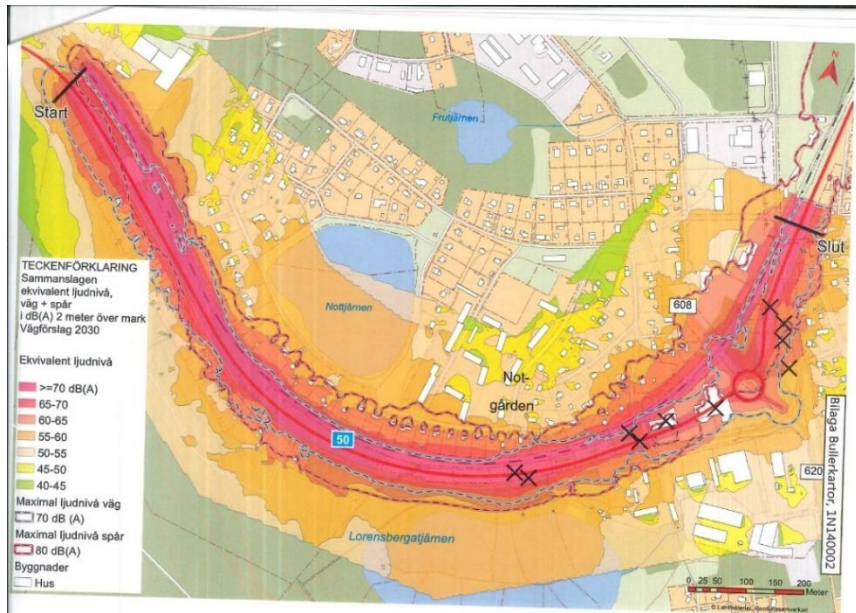 Start
Frutjärnen
Z
Slut
608
Nottjärnen
Not-
gården
50
620
Lorensbergatjärnen
TECKENFÖRKLARING
Sammanslagen
ekvivalent ljudnivå,
väg + spår
i dB(A) 2 meter över mark
Vägförslag 2030
Ekvivalent ljudnivå
>=70 dB(A)
65-70
60-65
55-60
50-55
45-50
40-45
Maximal ljudnivå väg
70 dB (A)
Maximal ljudnivå spår
80 dB(A)
Byggnader
Hus
Bilaga Bullerkartor, 1N140002
0 25 50 100 150 200
Meter